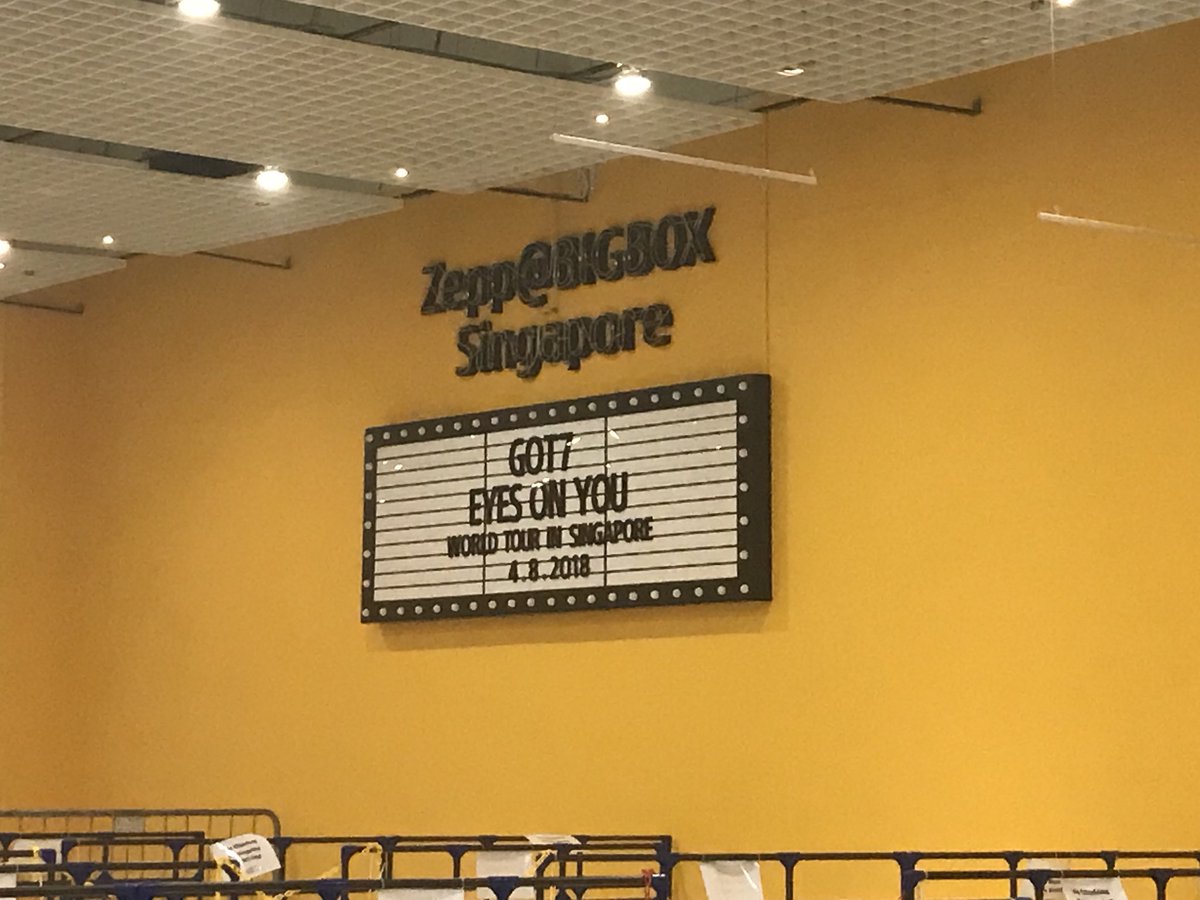 Zepp@BIGBOX
Singapore
GOT7
EYES ON YOU
WORLD TOUR IN SINGAPORE
4.8.2018